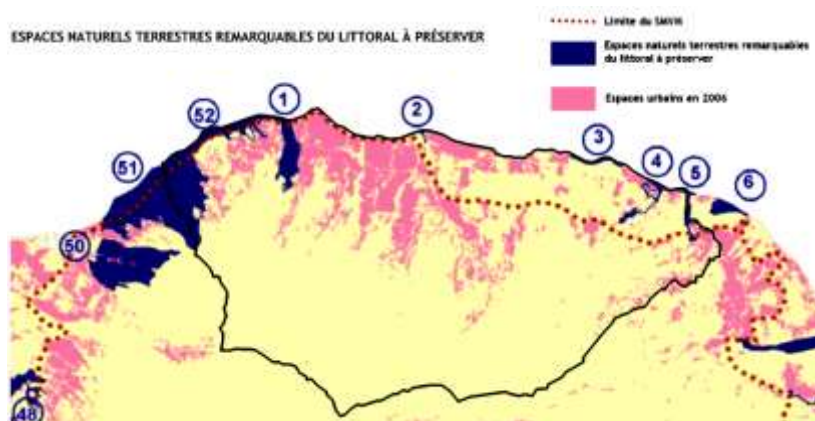 Limite du SMVM
ESPACES NATURELS TERRESTRES REMARQUABLES DU LITTORAL À PRÉSERVER
Espaces naturels terrestres remarquables
du littoral à préserver
Espaces urbains en 2006
52
1
2
3
51
4
5
6
50
48